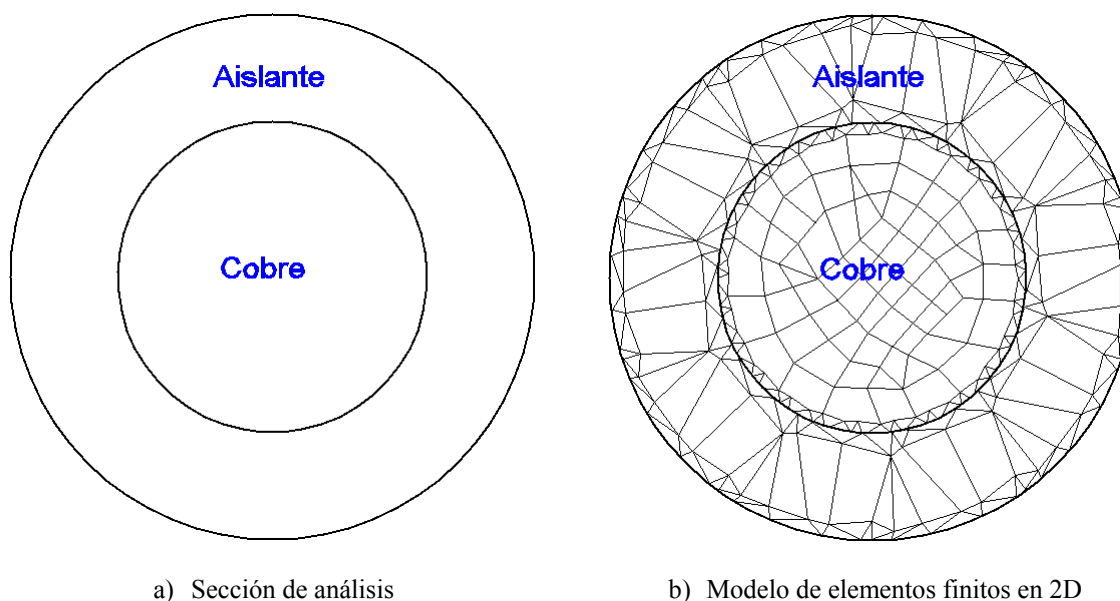 Aislante
Cobre
Aislante
Cobre
a) Sección de análisis
b) Modelo de elementos finitos en 2D